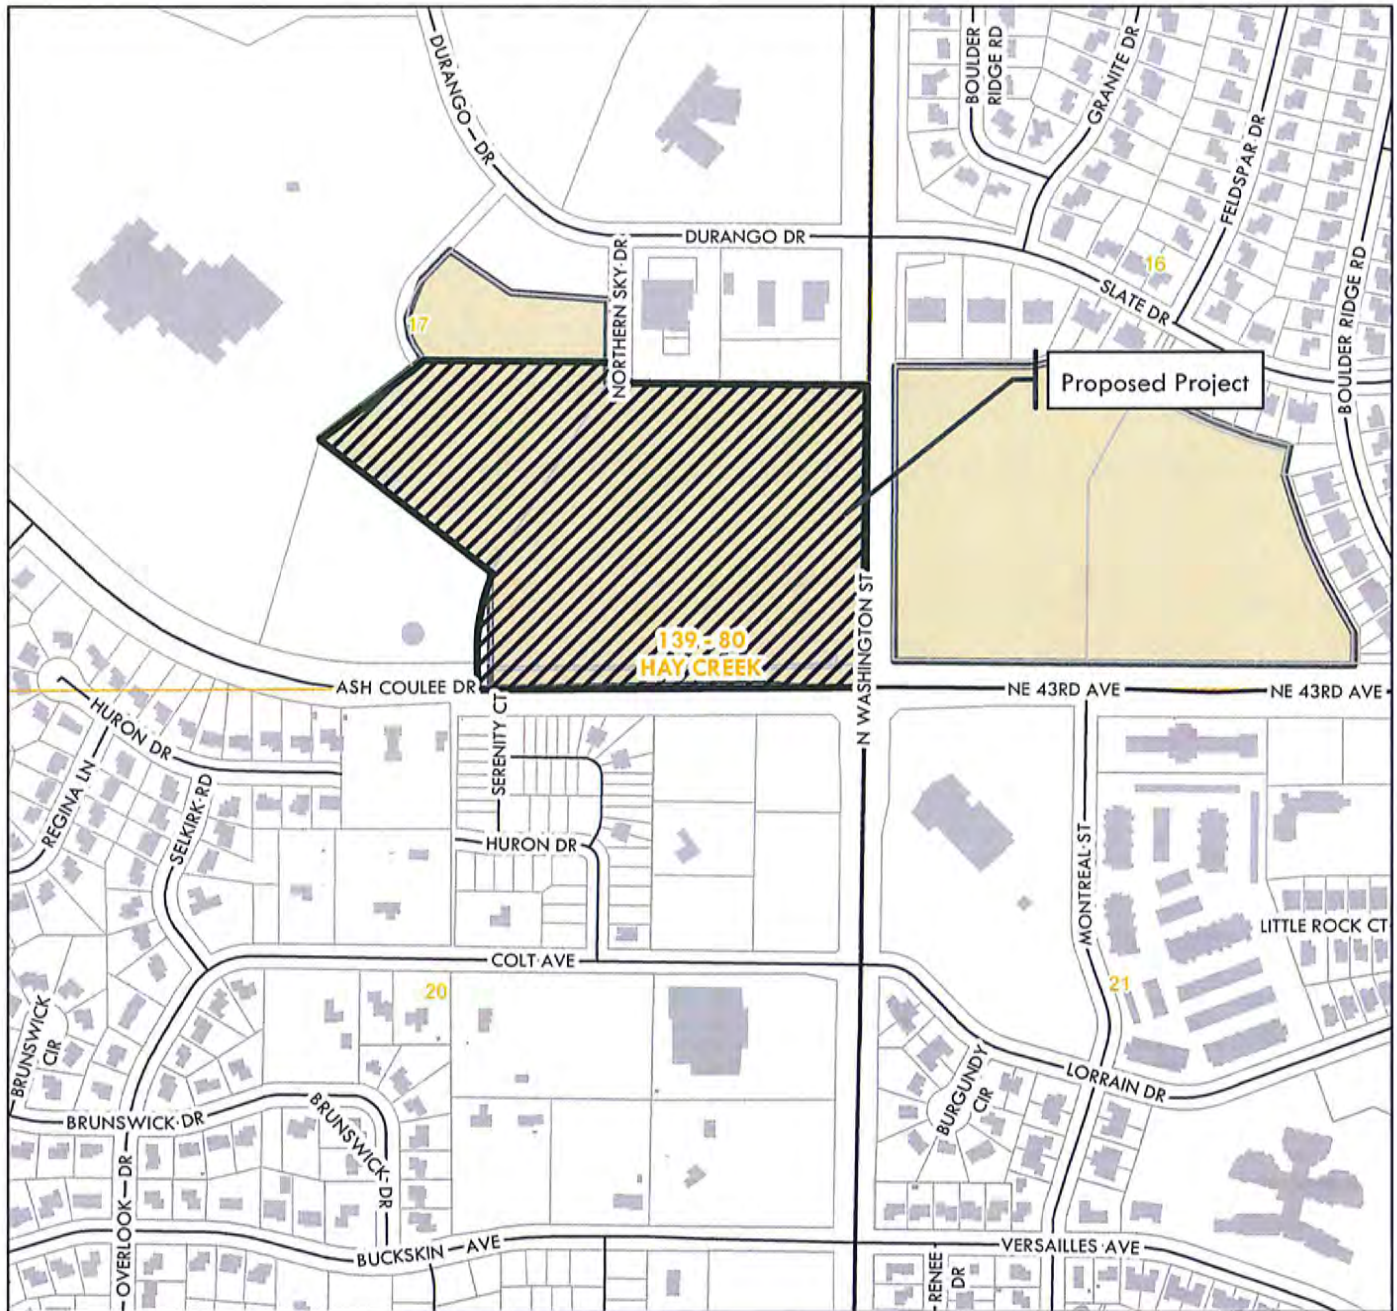 DURANGO DR
BOULDER
RIDGE RD
GRANITE DR
FELDSPAR DR
DURANGO DR
NORTHERN SKY DR
16
SLATE DR
BOULDER RIDGE RD
17
Proposed Project
N WASHINGTON ST
139 - 80
HAY CREEK
ASH COULEE DR
NE 43RD AVE
NE 43RD AVE
HURON DR
SERENITY CT
REGINA LN
SELKIRK RD
HURON DR
MONTREAL ST
LITTLE ROCK CT
COLT AVE
20
21
BRUNSWICK
CIR
BURGUNDY
CIR
LORRAIN DR
BRUNSWICK DR
BRUNSWICK DR
OVERLOOK DR
BUCKSKIN AVE
VERSAILLES AVE
RENEE
DR